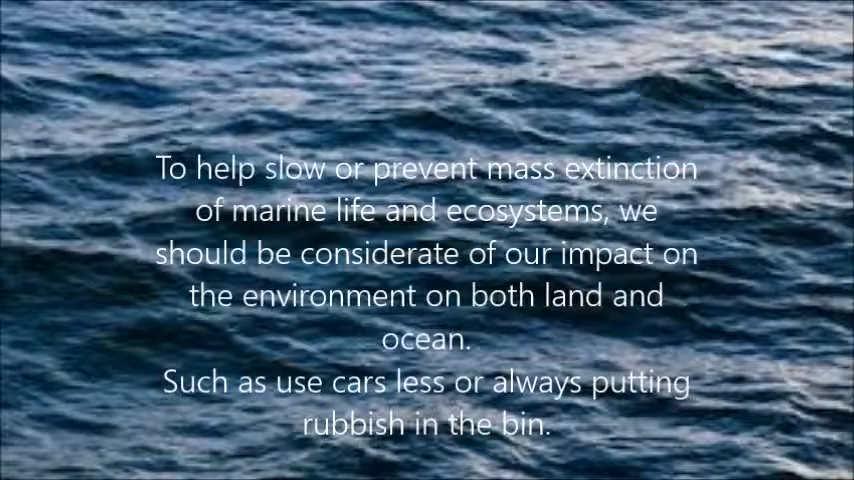 To help slow or prevent mass extinction
of marine life and ecosystems, we
should be considerate of our impact on
the environment on both land and
ocean.
Such as use cars less or always putting
rubbish in the bin.